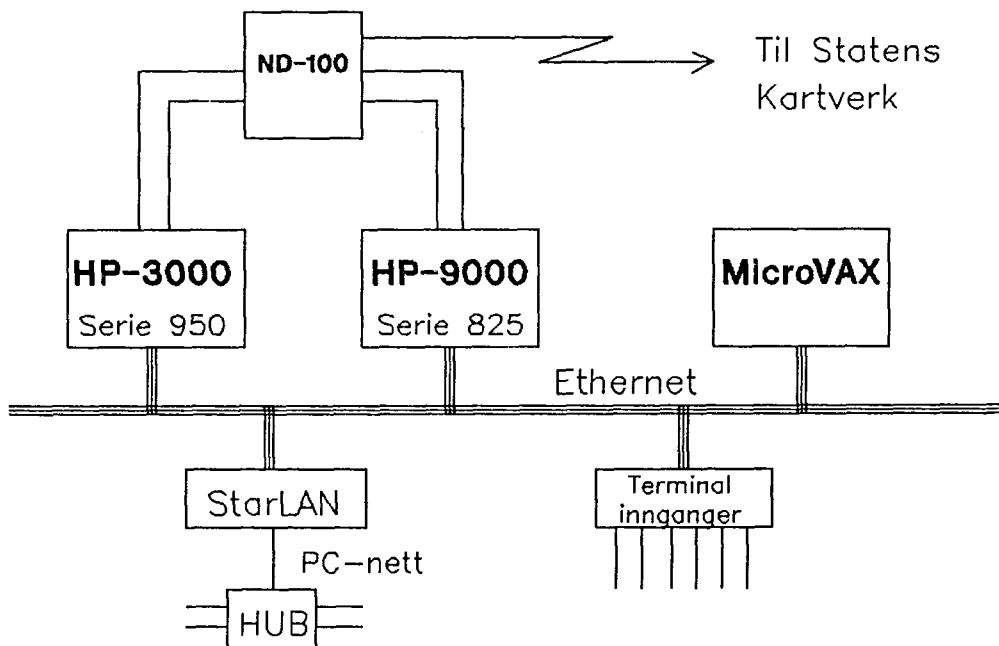 ND-100
Til Statens
Kartverk
HP-3000
Serie 950
HP-9000
Serie 825
MicroVAX
Ethernet
StarLAN
Terminal
innganger
PC-nett
HUB